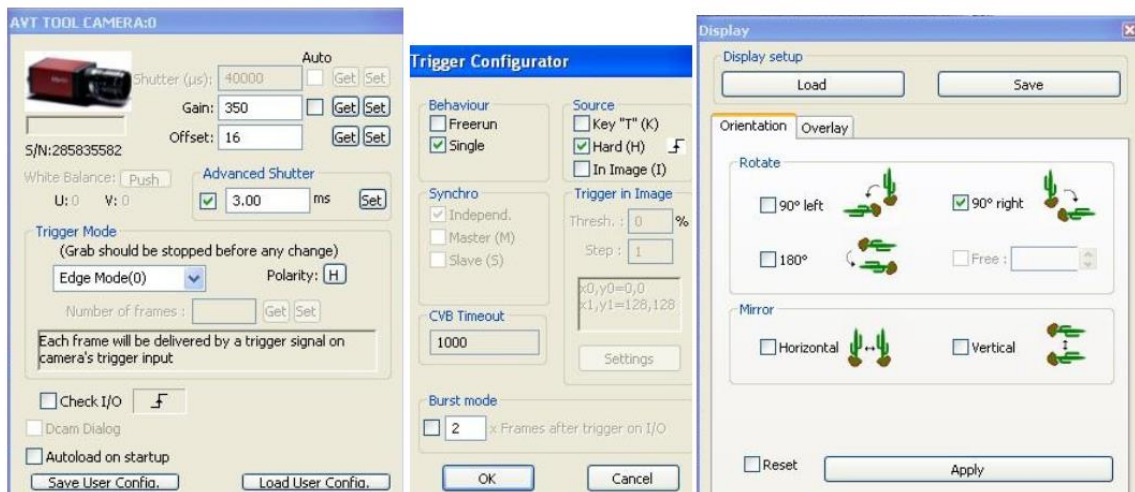 AVT TOOL CAMERA:0
Auto
Shutter (µs): 40000 Get Set
Gain: 350 Get Set
Offset: 16 Get Set
S/N:285835582
White Balance: Push
U: 0 V: 0
Advanced Shutter
3.00 ms Set
Trigger Mode
(Grab should be stopped before any change)
Edge Mode(0) Polarity: H
Number of frames : Get Set
Each frame will be delivered by a trigger signal on
camera's trigger input
Check I/O
Dcam Dialog
Autoload on startup
Save User Config. Load User Config.
Trigger Configurator
Behaviour
Freerun
Single
Source
Key "T" (K)
Hard (H)
In Image (I)
Synchro
Independ.
Master (M)
Slave (S)
Trigger in Image
Thresh. : 0 %
Step : 1
x0,y0=0,0
x1,y1=128,128
Settings
CVB Timeout
1000
Burst mode
2 x Frames after trigger on I/O
OK Cancel
Display
Display setup
Load Save
Orientation Overlay
Rotate
90° left 90° right
180° Free :
Mirror
Horizontal Vertical
Reset Apply